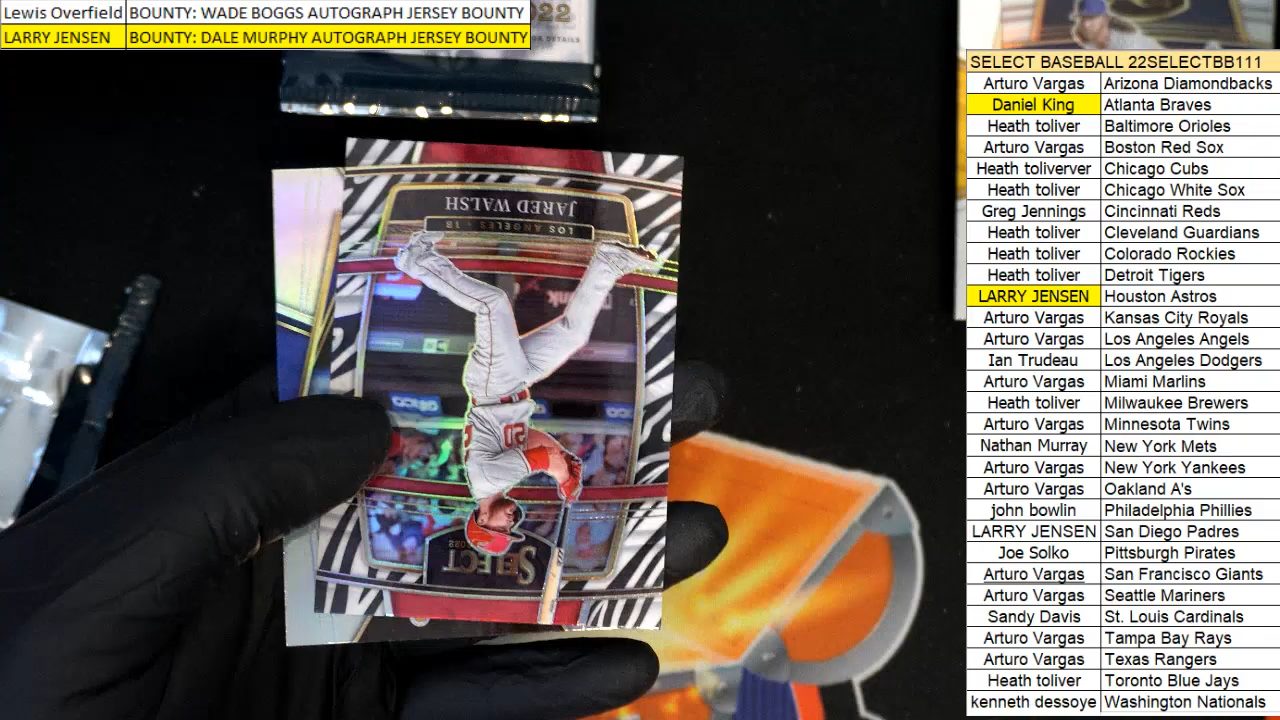 Lewis Overfield BOUNTY: WADE BOGGS AUTOGRAPH JERSEY BOUNTY
LARRY JENSEN BOUNTY: DALE MURPHY AUTOGRAPH JERSEY BOUNTY
SELECT BASEBALL 22SELECTBB111
Arturo Vargas Arizona Diamondbacks
Daniel King Atlanta Braves
Heath toliver Baltimore Orioles
Arturo Vargas Boston Red Sox
Heath toliverver Chicago Cubs
Heath toliver Chicago White Sox
Greg Jennings Cincinnati Reds
Heath toliver Cleveland Guardians
Heath toliver Colorado Rockies
Heath toliver Detroit Tigers
LARRY JENSEN Houston Astros
Arturo Vargas Kansas City Royals
Arturo Vargas Los Angeles Angels
Ian Trudeau Los Angeles Dodgers
Arturo Vargas Miami Marlins
Heath toliver Milwaukee Brewers
Arturo Vargas Minnesota Twins
Nathan Murray New York Mets
Arturo Vargas New York Yankees
Arturo Vargas Oakland A's
john bowlin Philadelphia Phillies
LARRY JENSEN San Diego Padres
Joe Solko Pittsburgh Pirates
Arturo Vargas San Francisco Giants
Arturo Vargas Seattle Mariners
Sandy Davis St. Louis Cardinals
Arturo Vargas Tampa Bay Rays
Arturo Vargas Texas Rangers
Heath toliver Toronto Blue Jays
kenneth dessoye Washington Nationals
JARED WALSH
LOS ANGELES • 1B
2022
SELECT